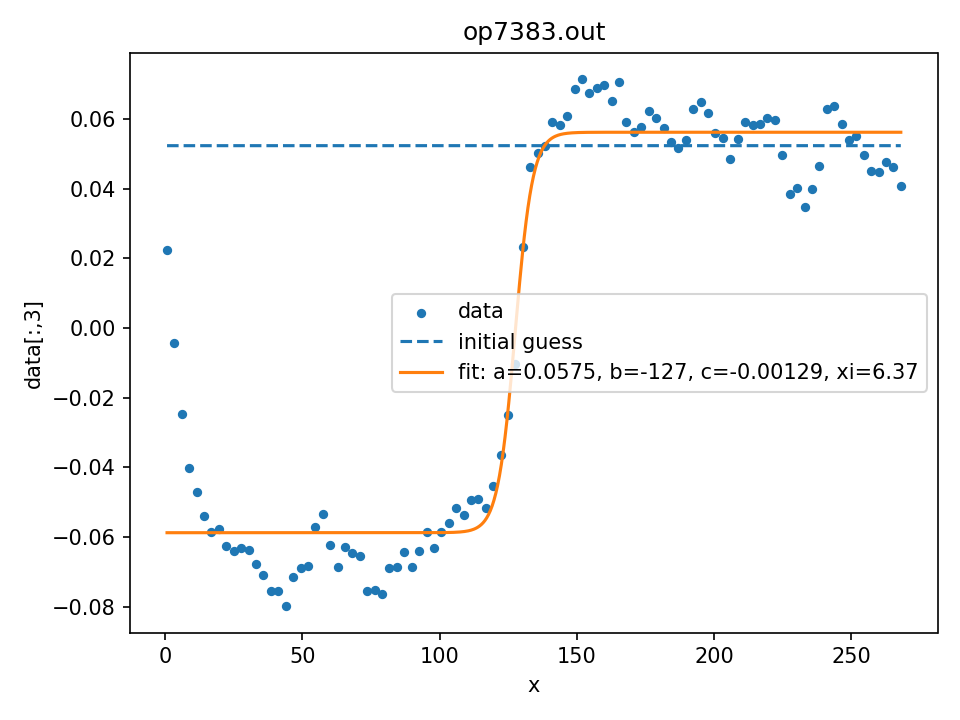 op7383.out
0.06
0.04
0.02
0.00
−0.02
−0.04
−0.06
−0.08
data[:,3]
data
initial guess
fit: a=0.0575, b=-127, c=-0.00129, xi=6.37
0 50 100 150 200 250
x